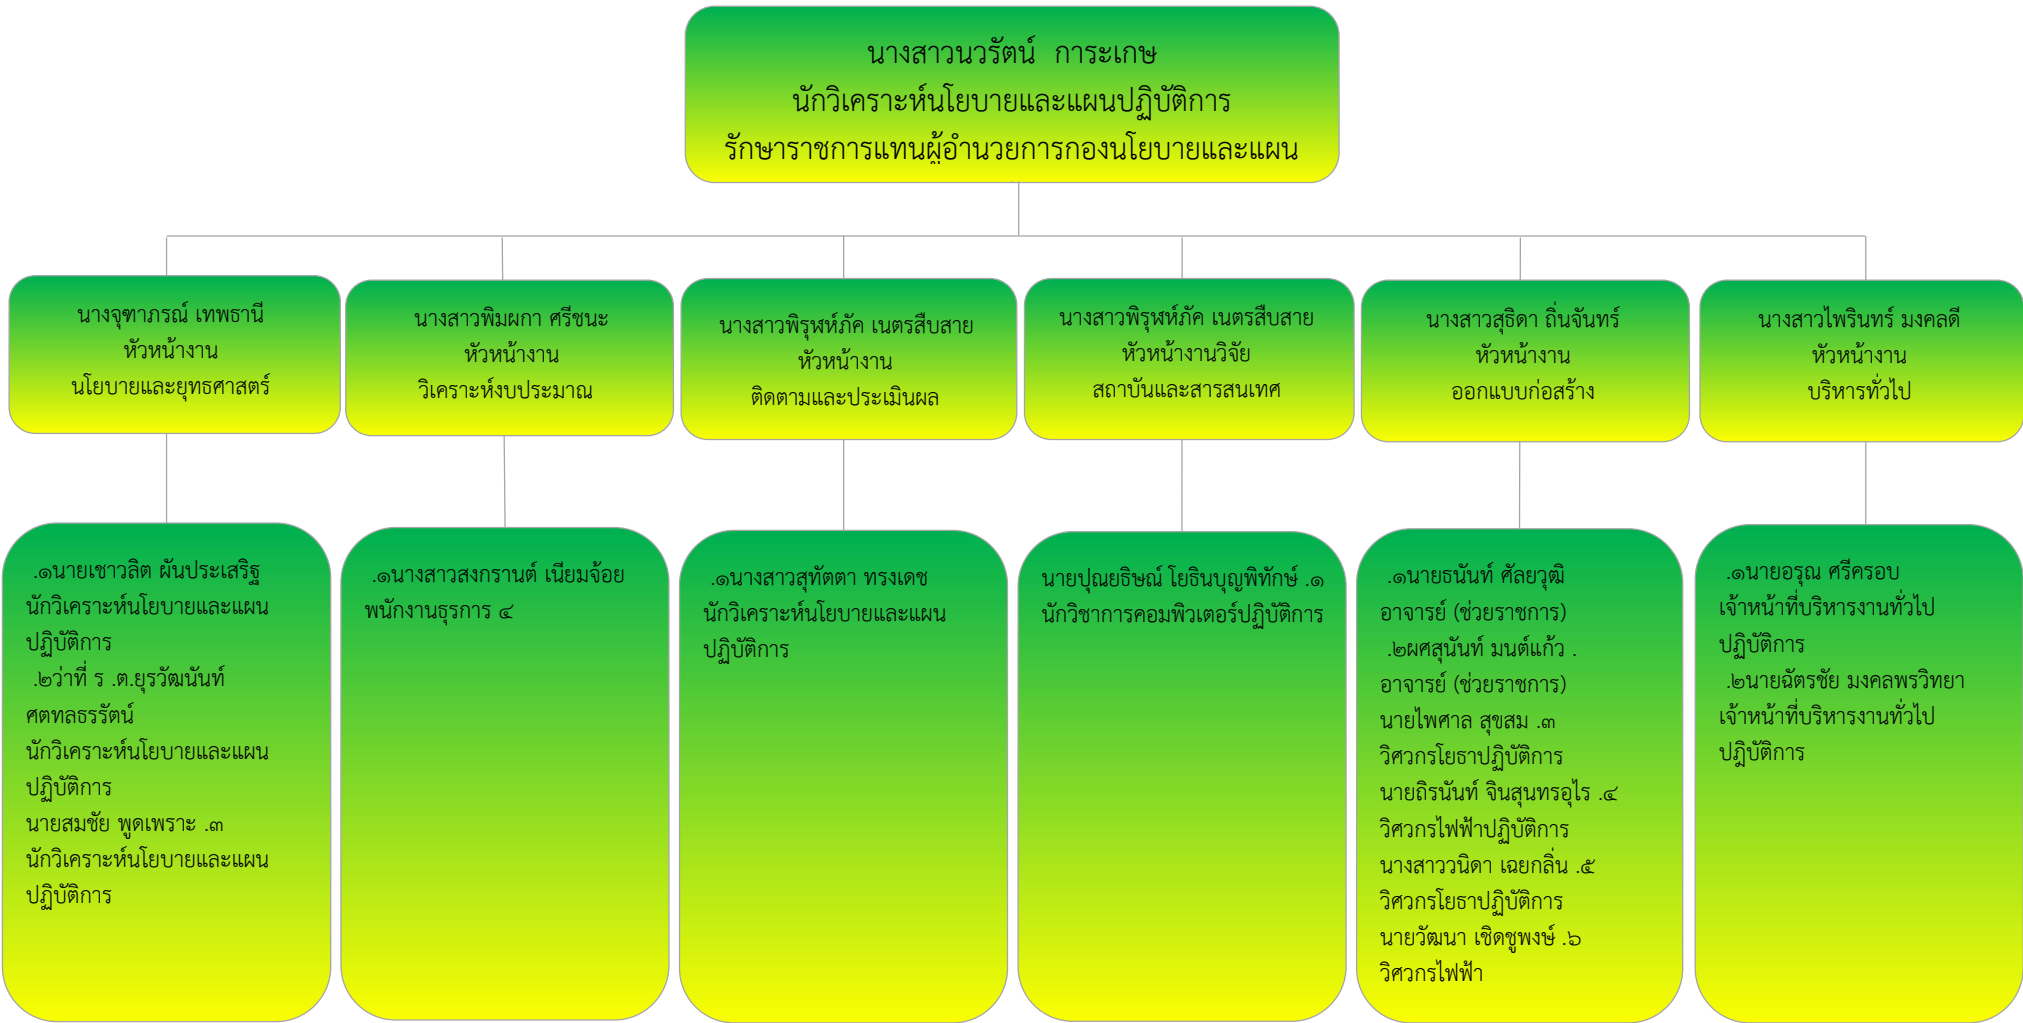 นางสาวนวรัตน์ การะเกษ
นักวิเคราะห์นโยบายและแผนปฏิบัติการ
รักษาราชการแทนผู้อำนวยการกองนโยบายและแผน
นางจุฑาภรณ์ เทพธานี
หัวหน้างาน
นโยบายและยุทธศาสตร์
นางสาวพิมผกา ศรีชนะ
หัวหน้างาน
วิเคราะห์งบประมาณ
นางสาวพิรุฬห์ภัค เนตรสืบสาย
หัวหน้างาน
ติดตามและประเมินผล
นางสาวพิรุฬห์ภัค เนตรสืบสาย
หัวหน้างานวิจัย
สถาบันและสารสนเทศ
นางสาวสุธิดา ถิ่นจันทร์
หัวหน้างาน
ออกแบบก่อสร้าง
นางสาวไพรินทร์ มงคลดี
หัวหน้างาน
บริหารทั่วไป
.๑นายเชาวลิต ผันประเสริฐ
นักวิเคราะห์นโยบายและแผน
ปฏิบัติการ
.๒ว่าที่ ร .ต.ยุรวัฒนันท์
ศตทลธรรัตน์
นักวิเคราะห์นโยบายและแผน
ปฏิบัติการ
นายสมชัย พูดเพราะ .๓
นักวิเคราะห์นโยบายและแผน
ปฏิบัติการ
.๑นางสาวสงกรานต์ เนียมจ้อย
พนักงานธุรการ ๔
.๑นางสาวสุทัตตา ทรงเดช
นักวิเคราะห์นโยบายและแผน
ปฏิบัติการ
นายปุณยธิษณ์ โยธินบุญพิทักษ์ .๑
นักวิชาการคอมพิวเตอร์ปฏิบัติการ
.๑นายธนันท์ ศัลยวุฒิ
อาจารย์ (ช่วยราชการ)
.๒ผศสุนันท์ มนต์แก้ว .
อาจารย์ (ช่วยราชการ)
นายไพศาล สุขสม .๓
วิศวกรโยธาปฏิบัติการ
นายถิรนันท์ จินสุนทรอุไร .๔
วิศวกรไฟฟ้าปฏิบัติการ
นางสาววนิดา เฉยกลิ่น .๕
วิศวกรโยธาปฏิบัติการ
นายวัฒนา เชิดชูพงษ์ .๖
วิศวกรไฟฟ้า
.๑นายอรุณ ศรีครอบ
เจ้าหน้าที่บริหารงานทั่วไป
ปฏิบัติการ
.๒นายฉัตรชัย มงคลพรวิทยา
เจ้าหน้าที่บริหารงานทั่วไป
ปฎิบัติการ